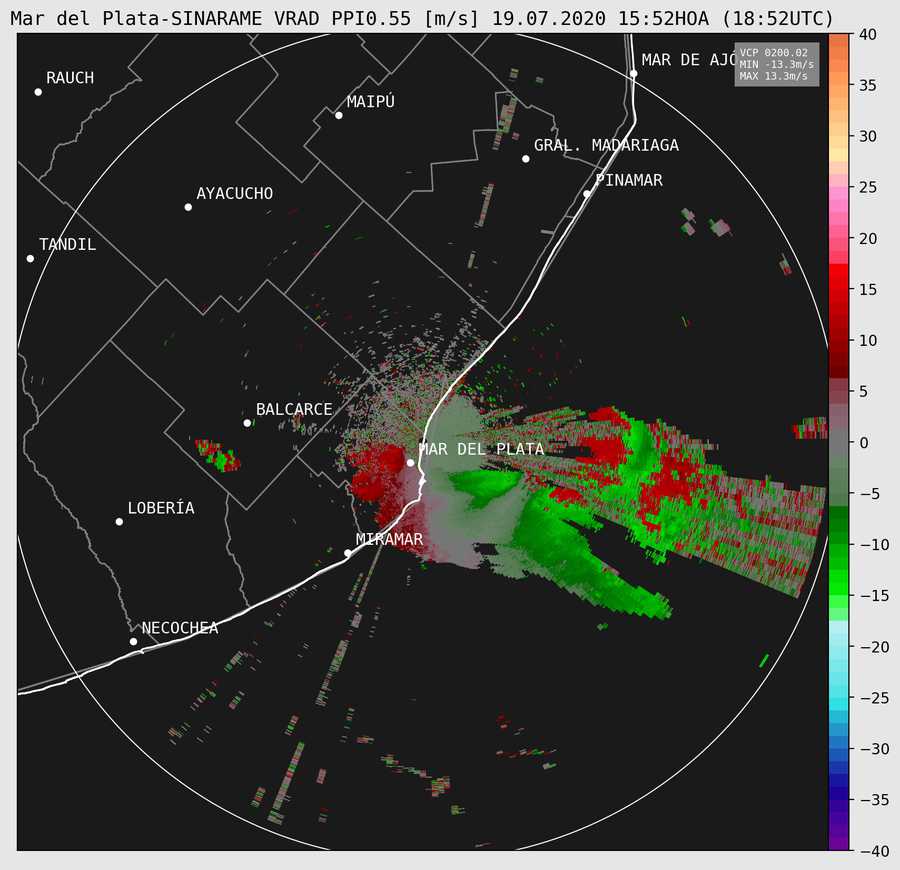 Mar del Plata-SINARAME VRAD PPI0.55 [m/s] 19.07.2020 15:52HOA (18:52UTC)
VCP 0200.02
MIN -13.3m/s
MAX 13.3m/s
MAR DE AJÓ
RAUCH
MAIPÚ
GRAL. MADARIAGA
PINAMAR
AYACUCHO
TANDIL
BALCARCE
MAR DEL PLATA
LOBERÍA
MIRAMAR
NECOCHEA
40
35
30
25
20
15
10
5
0
−5
−10
−15
−20
−25
−30
−35
−40